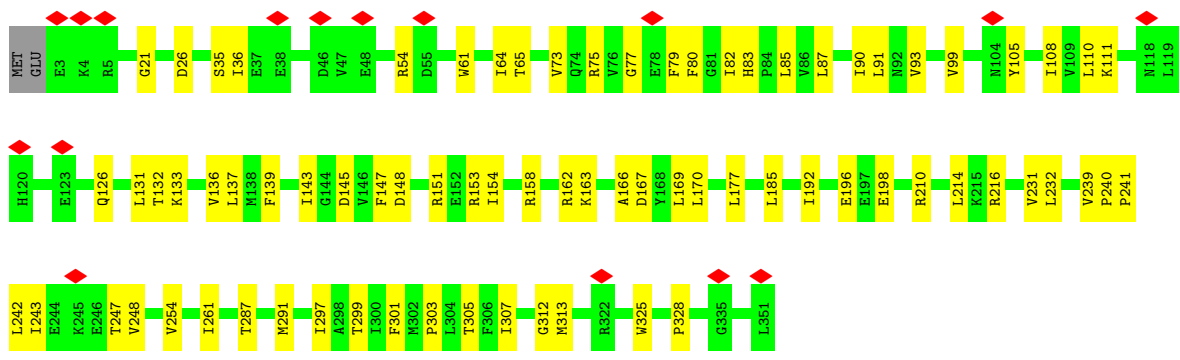 MET GLU E3 K4 R5 G21 D26 S35 I36 E37 E38 D46 V47 E48 R54 D55 W61 I64 T65 V73 Q74 R75 V76 G77 E78 F79 F80 G81 I82 H83 P84 L85 V86 L87 I90 L91 N92 V93 V99 N104 Y105 I108 V109 L110 K111 N118 L119
H120 E123 Q126 L131 T132 K133 V136 L137 M138 F139 I143 G144 D145 V146 F147 D148 R151 E152 R153 I154 R158 R162 K163 A166 D167 Y168 L169 L170 L177 L185 I192 E196 E197 E198 R210 L214 K215 R216 V231 L232 V239 P240 P241
L242 I243 E244 K245 E246 T247 V248 V254 I261 T287 M291 I297 A298 T299 I300 F301 M302 P303 L304 T305 F306 I307 G312 M313 R322 W325 P328 G335 L351